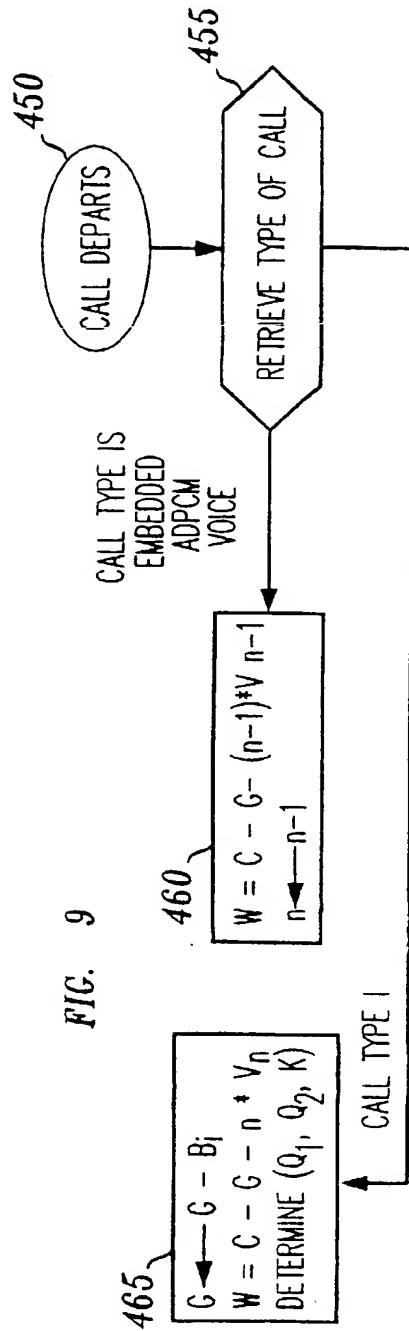 FIG. 9
450
CALL DEPARTS
455
RETRIEVE TYPE OF CALL
CALL TYPE IS
EMBEDDED
ADPCM
VOICE
460
W = C - G - (n-1)*V n-1
n ← n-1
465
G ← G - Bi
W = C - G - n * Vn
DETERMINE (Q1, Q2, K)
CALL TYPE I